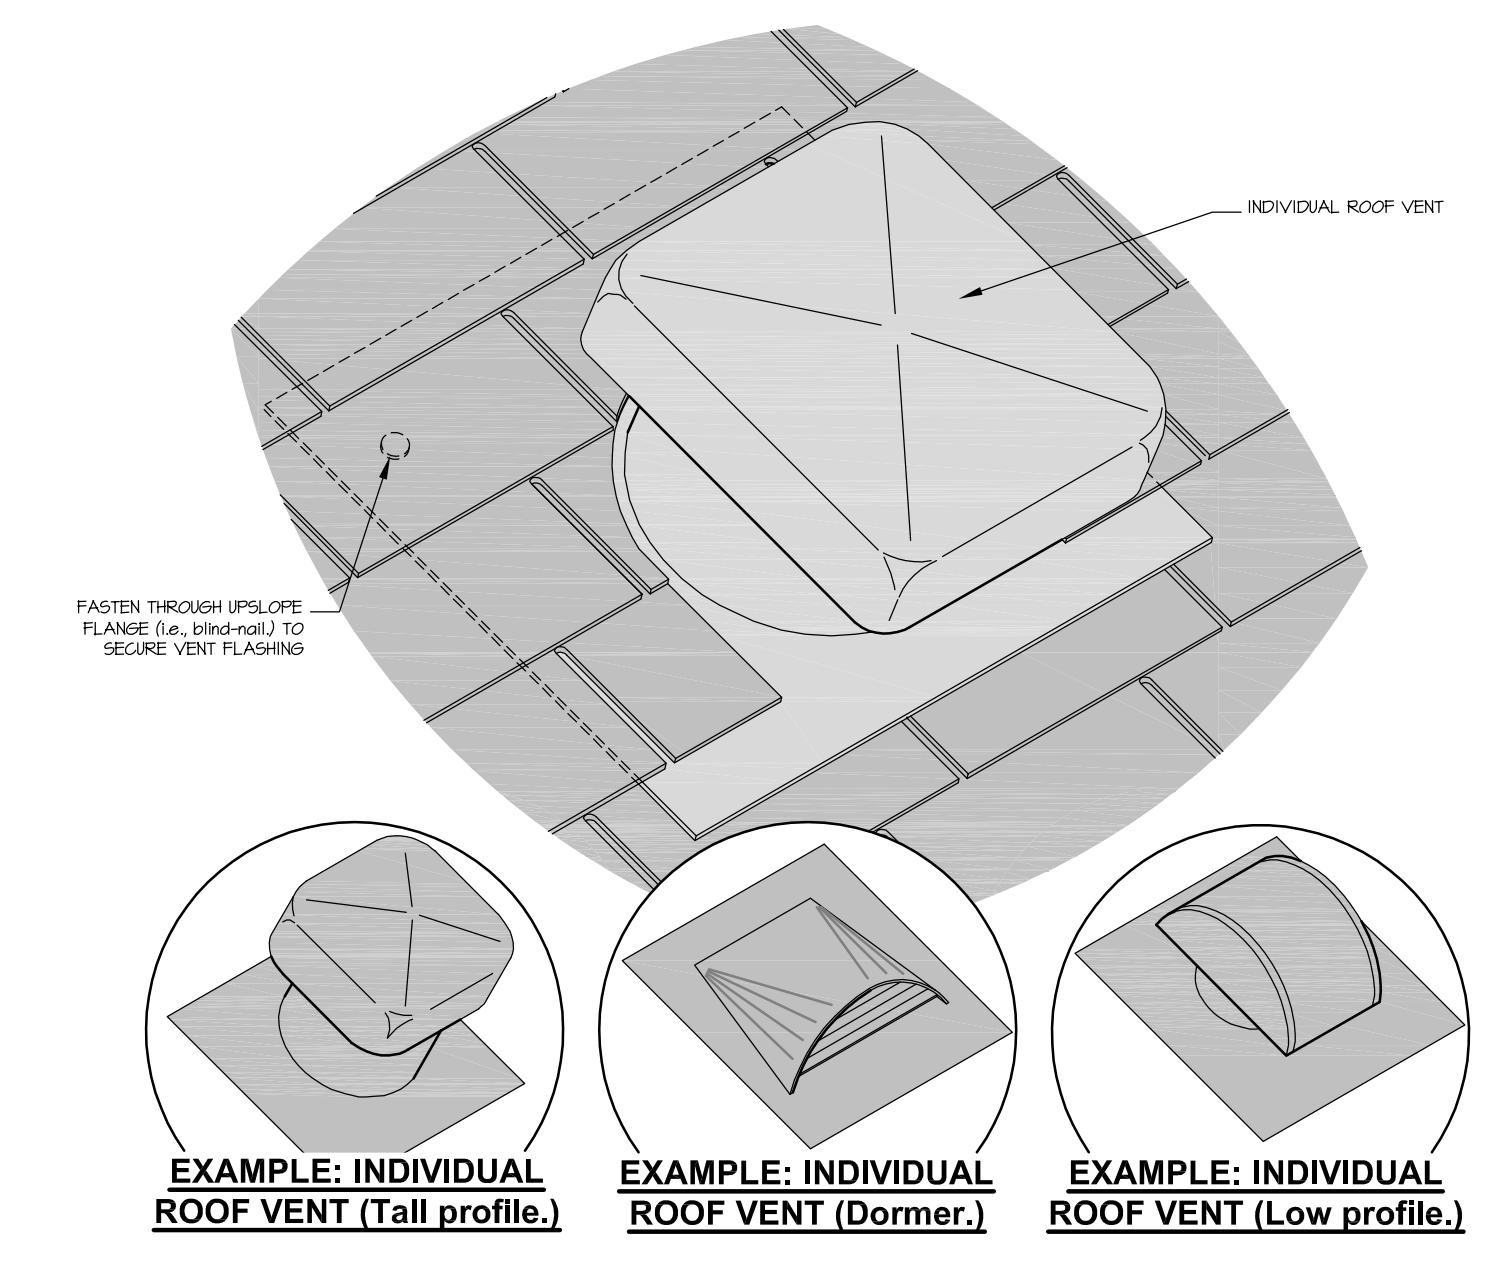 INDIVIDUAL ROOF VENT
FASTEN THROUGH UPSLOPE
FLANGE (i.e., blind-nail.) TO
SECURE VENT FLASHING
EXAMPLE: INDIVIDUAL
ROOF VENT (Tall profile.)
EXAMPLE: INDIVIDUAL
ROOF VENT (Dormer.)
EXAMPLE: INDIVIDUAL
ROOF VENT (Low profile.)